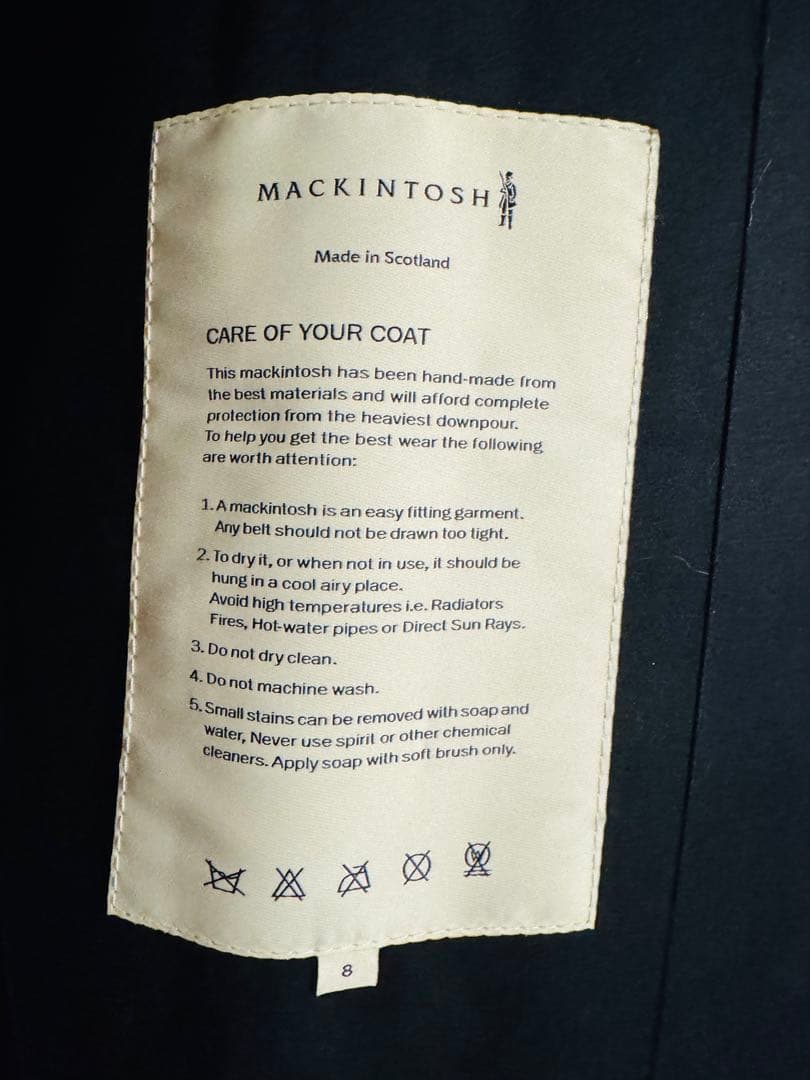 MACKINTOSH
Made in Scotland
CARE OF YOUR COAT
This mackintosh has been hand-made from
the best materials and will afford complete
protection from the heaviest downpour.
To help you get the best wear the following
are worth attention:
1. A mackintosh is an easy fitting garment.
Any belt should not be drawn too tight.
2. To dry it, or when not in use, it should be
hung in a cool airy place.
Avoid high temperatures i.e. Radiators
Fires, Hot-water pipes or Direct Sun Rays.
3. Do not dry clean.
4. Do not machine wash.
5. Small stains can be removed with soap and
water, Never use spirit or other chemical
cleaners. Apply soap with soft brush only.
W
8